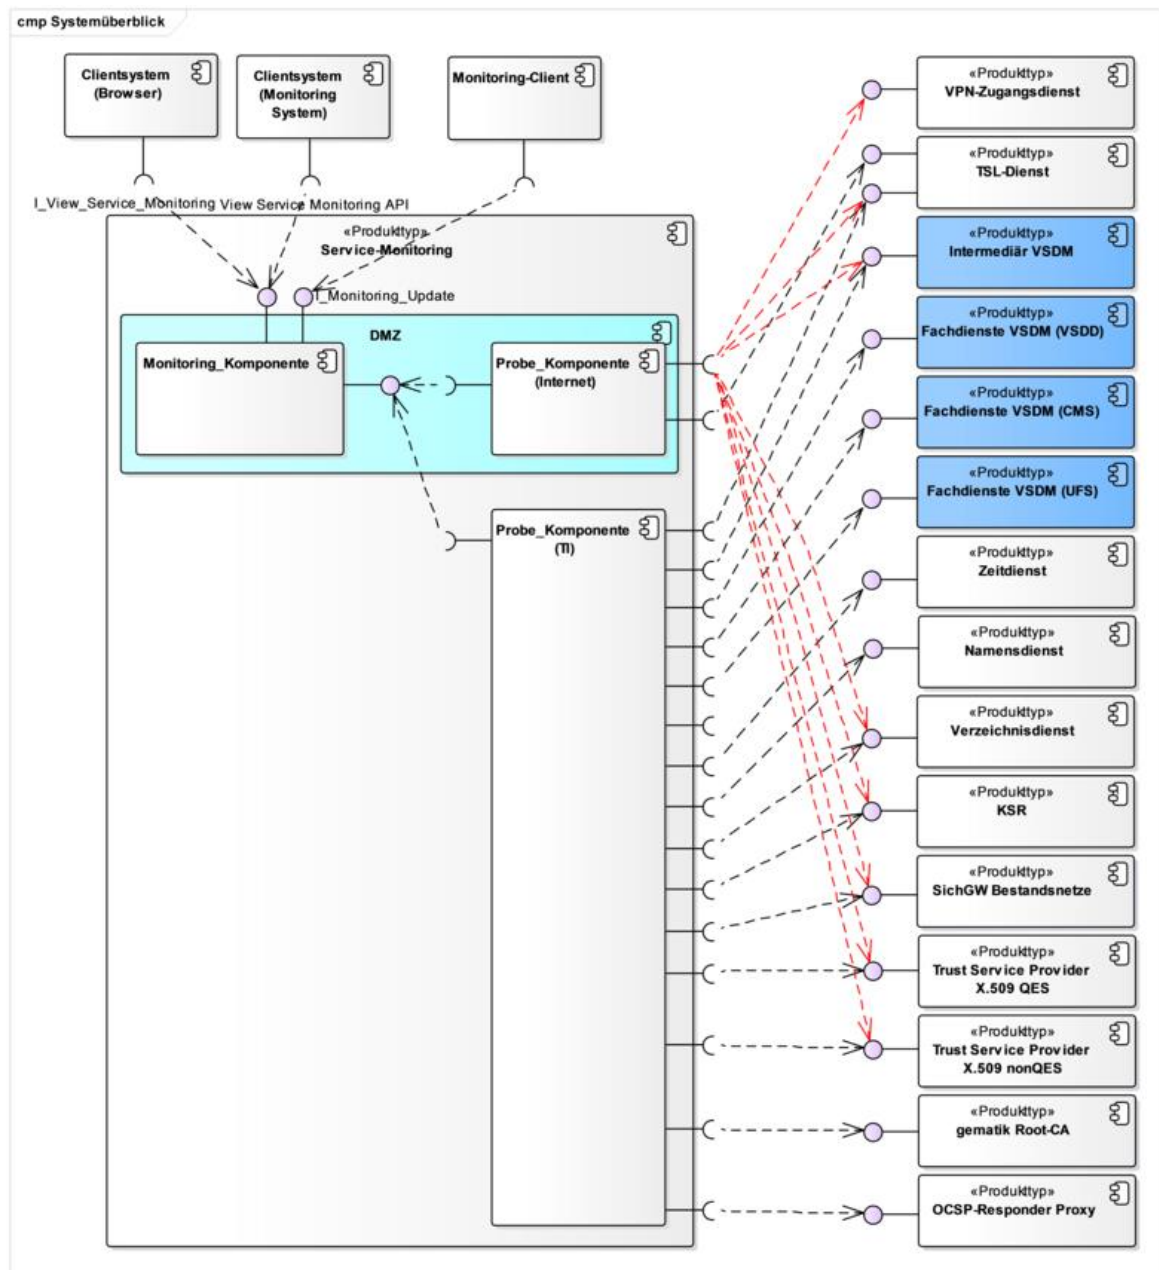 cmp Systemüberblick
Clientsystem
(Browser)
Clientsystem
(Monitoring
System)
Monitoring-Client
I_View_Service_Monitoring
View Service Monitoring API
«Produkttyp»
Service-Monitoring
I_Monitoring_Update
DMZ
Monitoring_Komponente
Probe_Komponente
(Internet)
Probe_Komponente
(TI)
«Produkttyp»
VPN-Zugangsdienst
«Produkttyp»
TSL-Dienst
«Produkttyp»
Intermediär VSDM
«Produkttyp»
Fachdienste VSDM (VSDD)
«Produkttyp»
Fachdienste VSDM (CMS)
«Produkttyp»
Fachdienste VSDM (UFS)
«Produkttyp»
Zeitdienst
«Produkttyp»
Namensdienst
«Produkttyp»
Verzeichnisdienst
«Produkttyp»
KSR
«Produkttyp»
SichGW Bestandsnetze
«Produkttyp»
Trust Service Provider
X.509 QES
«Produkttyp»
Trust Service Provider
X.509 nonQES
«Produkttyp»
gematik Root-CA
«Produkttyp»
OCSP-Responder Proxy